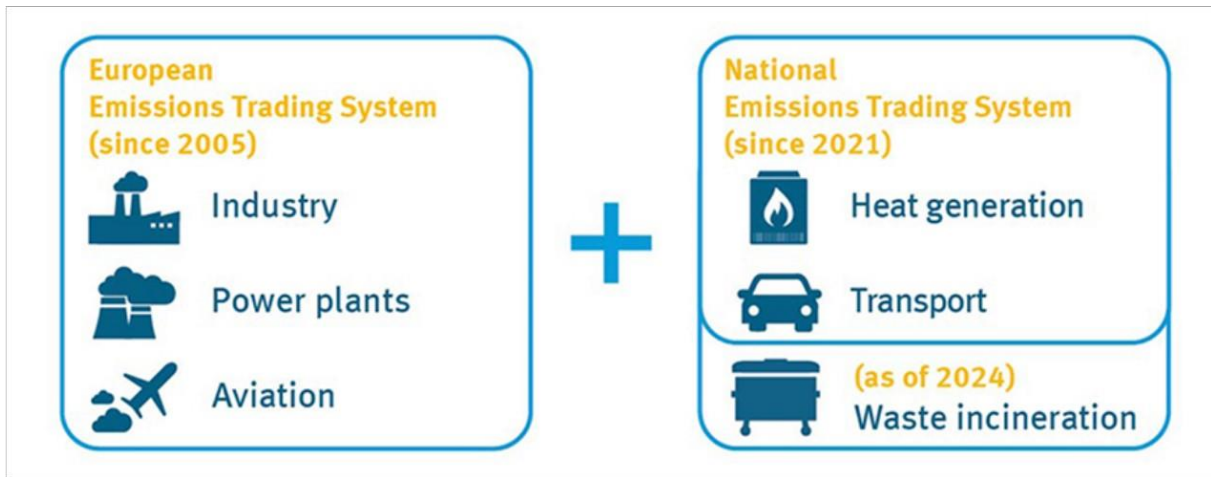 European
Emissions Trading System
(since 2005)
Industry
Power plants
Aviation
National
Emissions Trading System
(since 2021)
Heat generation
Transport
(as of 2024)
Waste incineration